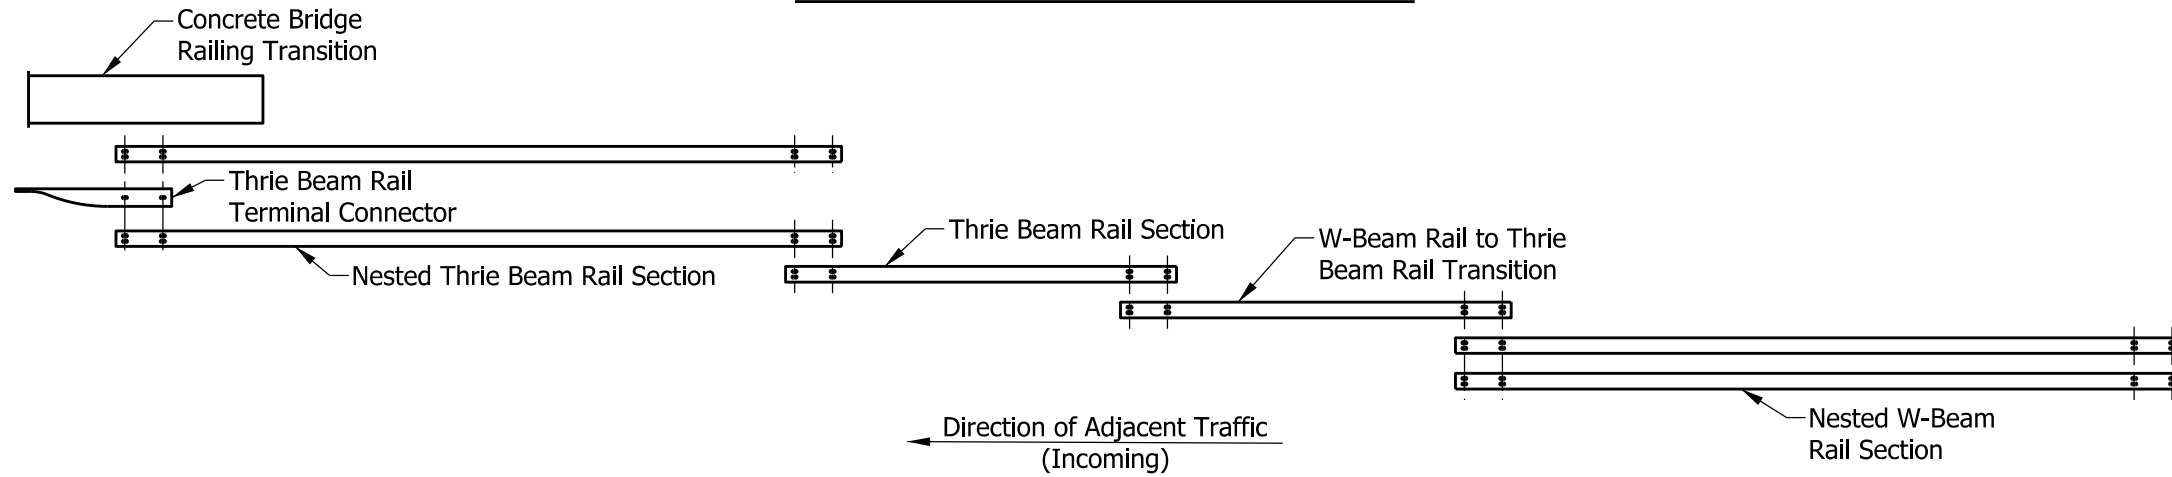 Concrete Bridge
Railing Transition
Thrie Beam Rail
Terminal Connector
Nested Thrie Beam Rail Section
Thrie Beam Rail Section
W-Beam Rail to Thrie
Beam Rail Transition
Nested W-Beam
Rail Section
Direction of Adjacent Traffic
(Incoming)